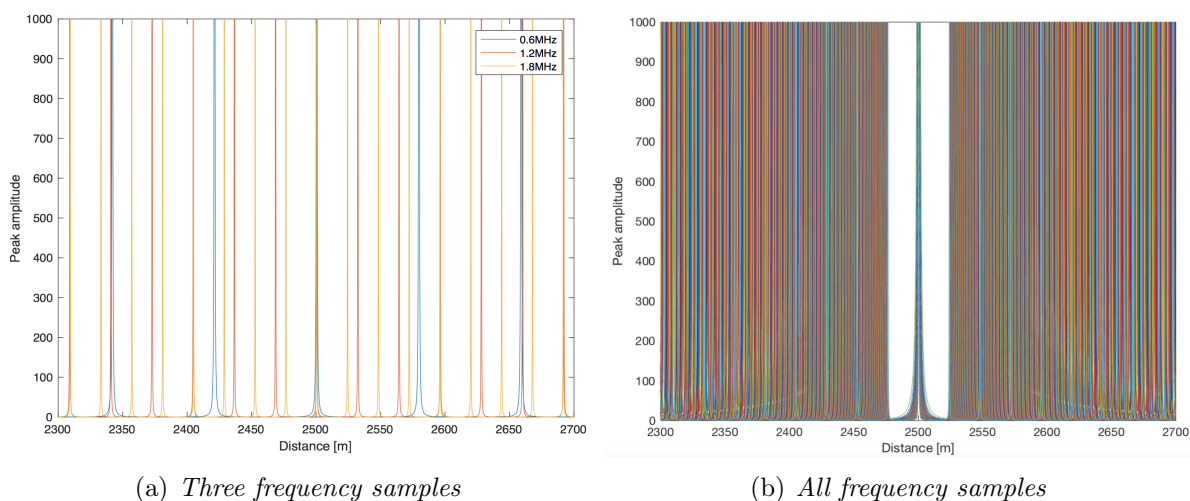 1000
900
800
700
600
500
400
300
200
100
0
Peak amplitude
2300 2350 2400 2450 2500 2550 2600 2650 2700
Distance [m]
0.6MHz
1.2MHz
1.8MHz
(a) Three frequency samples
1000
900
800
700
600
500
400
300
200
100
0
Peak amplitude
2300 2350 2400 2450 2500 2550 2600 2650 2700
Distance [m]
(b) All frequency samples